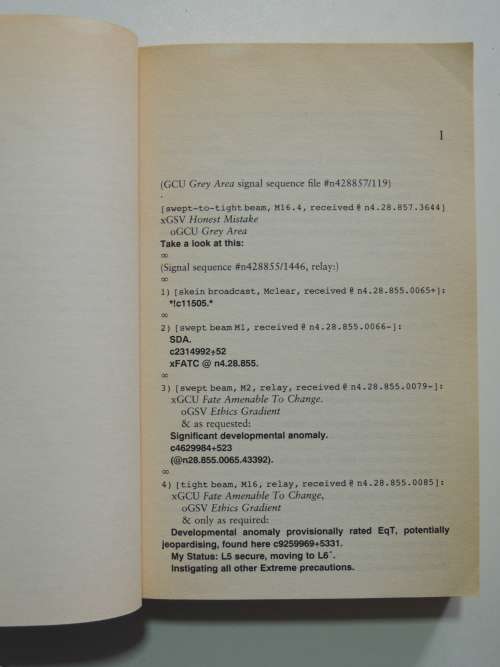 I
(GCU Grey Area signal sequence file #n428857/119)
.
[swept-to-tight beam, M16.4, received @ n4.28.857.3644]
xGSV Honest Mistake
oGCU Grey Area
Take a look at this:
∞
(Signal sequence #n428855/1446, relay:)
∞
1) [skein broadcast, Mclear, received @ n4.28.855.0065+]:
*!c11505.*
∞
2) [swept beam M1, received @ n4.28.855.0066-]:
SDA.
c2314992+52
xFATC @ n4.28.855.
∞
3) [swept beam, M2, relay, received @ n4.28.855.0079-]:
xGCU Fate Amenable To Change.
oGSV Ethics Gradient
& as requested:
Significant developmental anomaly.
c4629984+523
(@n28.855.0065.43392).
∞
4) [tight beam, M16, relay, received @ n4.28.855.0085]:
xGCU Fate Amenable To Change,
oGSV Ethics Gradient
& only as required:
Developmental anomaly provisionally rated EqT, potentially
jeopardising, found here c9259969+5331.
My Status: L5 secure, moving to L6^.
Instigating all other Extreme precautions.